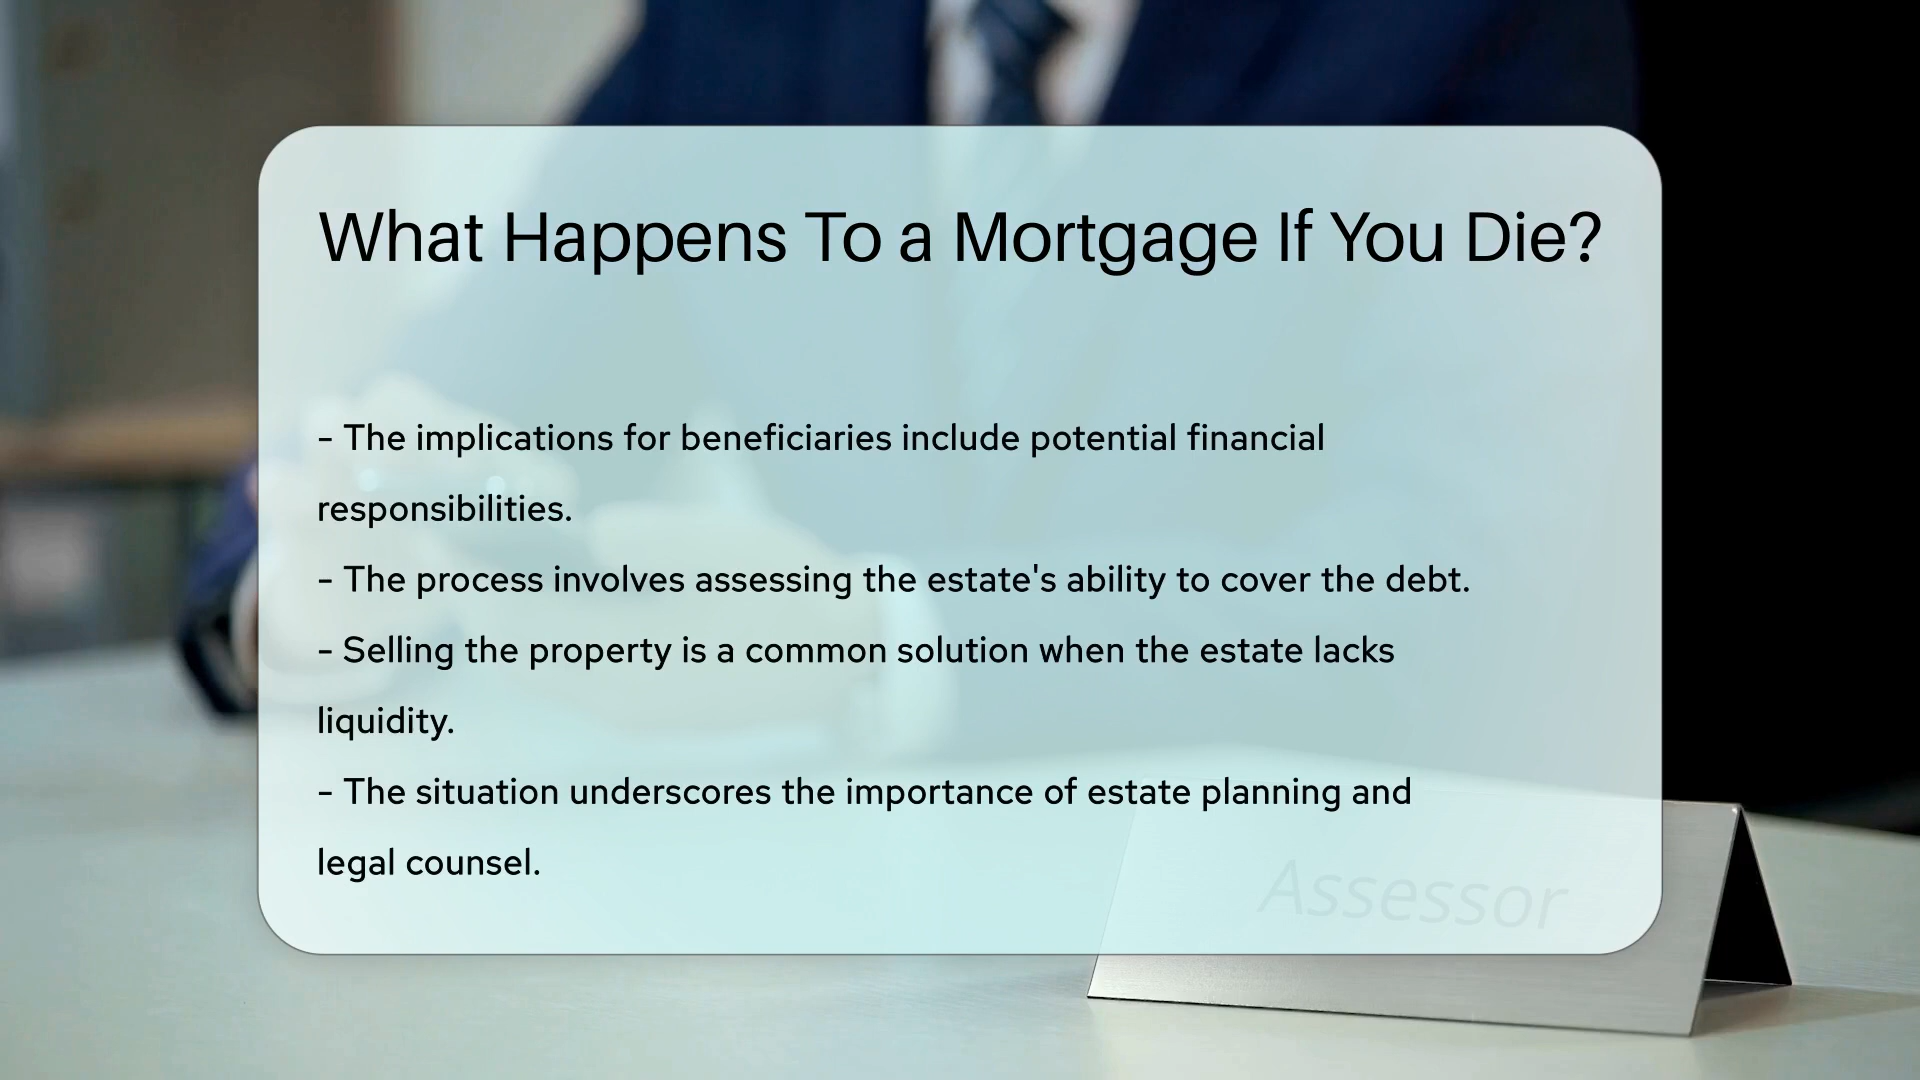 What Happens To a Mortgage If You Die?
- The implications for beneficiaries include potential financial
responsibilities.
- The process involves assessing the estate's ability to cover the debt.
- Selling the property is a common solution when the estate lacks
liquidity.
- The situation underscores the importance of estate planning and
legal counsel.
Assessor